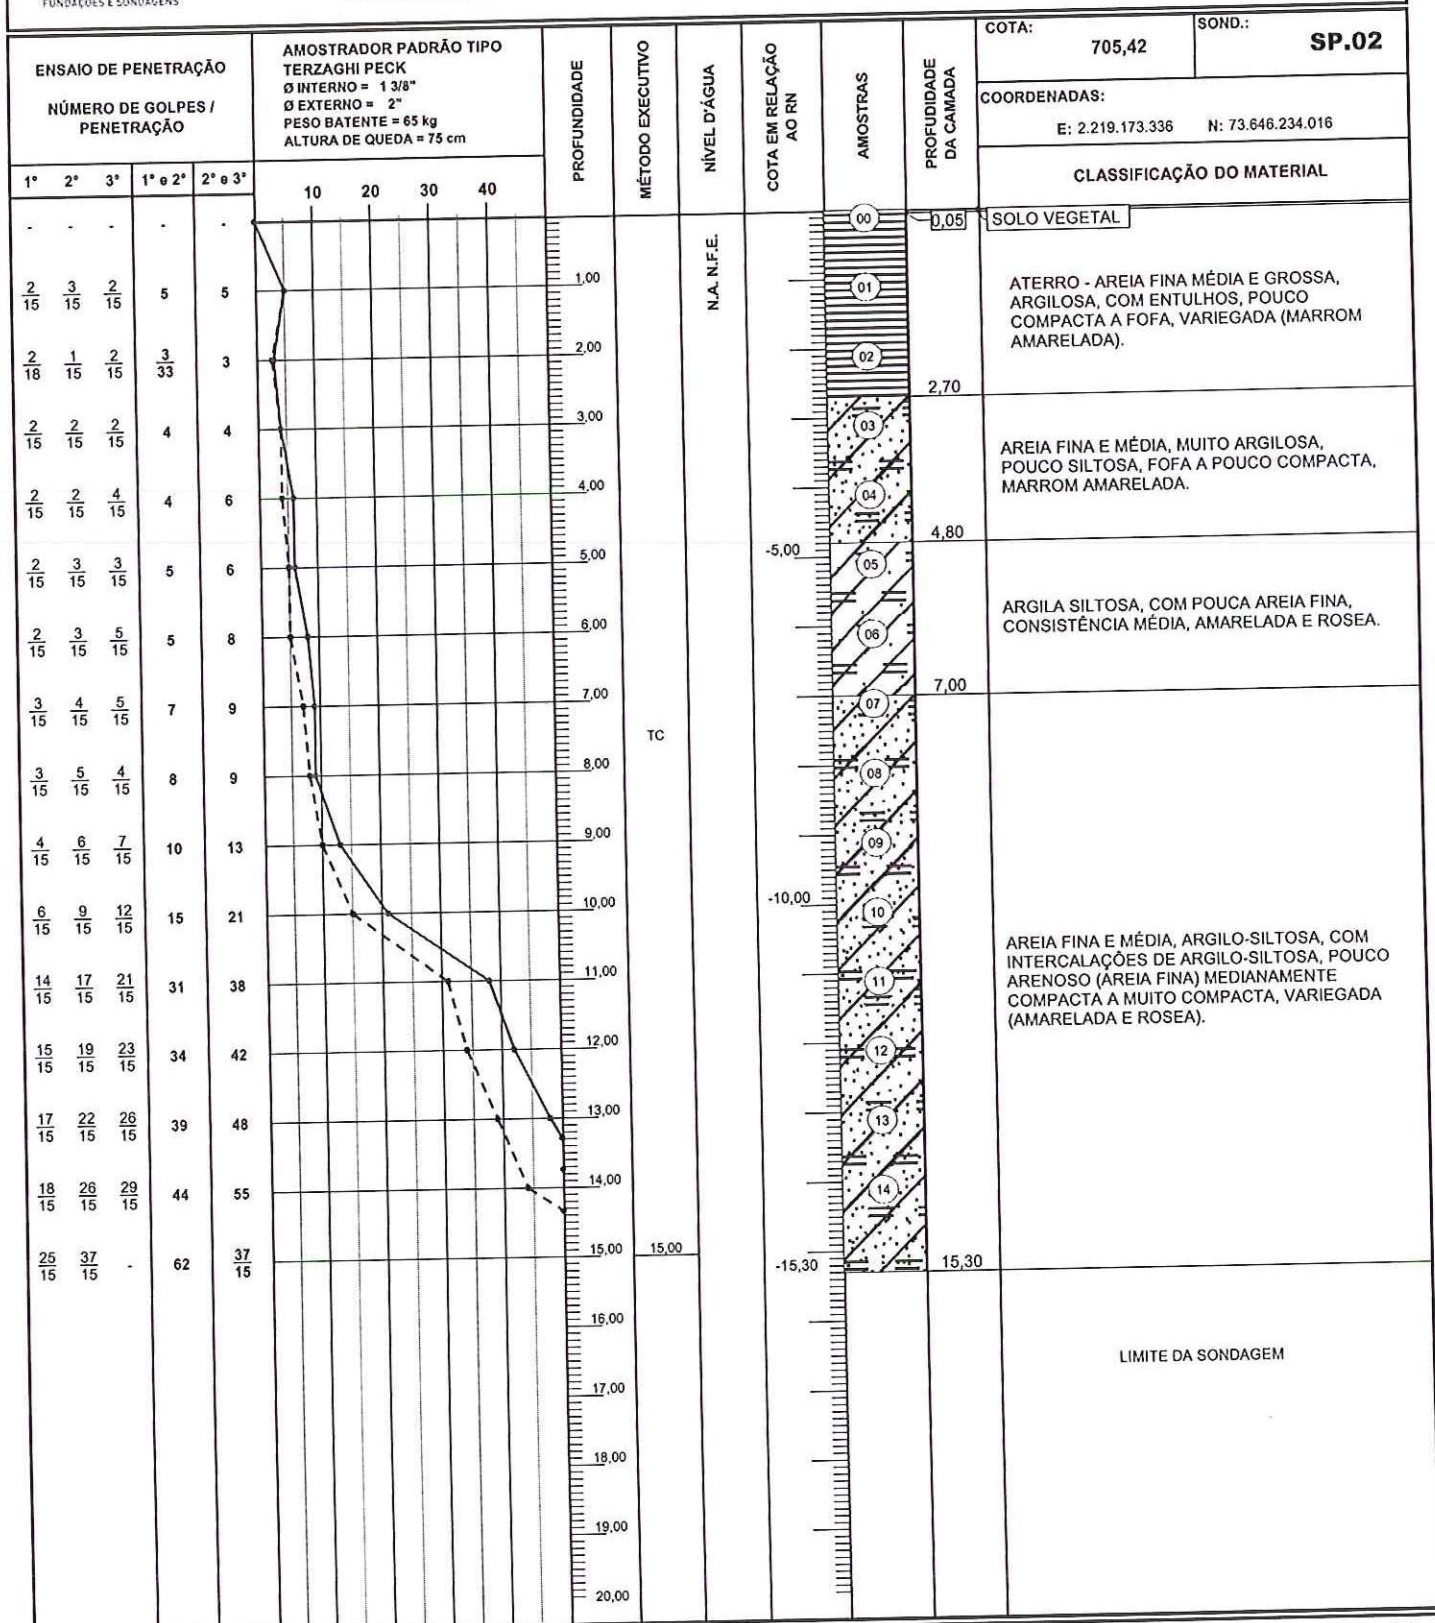 FUNDAÇÕES E SONDAGENS
ENSAIO DE PENETRAÇÃO
NÚMERO DE GOLPES /
PENETRAÇÃO
1° 2° 3° 1° e 2° 2° e 3°
AMOSTRADOR PADRÃO TIPO
TERZAGHI PECK
Ø INTERNO = 1 3/8"
Ø EXTERNO = 2"
PESO BATENTE = 65 kg
ALTURA DE QUEDA = 75 cm
10 20 30 40
PROFUNDIDADE
MÉTODO EXECUTIVO
NÍVEL D'ÁGUA
COTA EM RELAÇÃO
AO RN
AMOSTRAS
PROFUDIDADE
DA CAMADA
COTA:
705,42
SOND.:
SP.02
COORDENADAS:
E: 2.219.173.336 N: 73.646.234.016
CLASSIFICAÇÃO DO MATERIAL
- - - - -
2/15 3/15 2/15 5 5
2/18 1/15 2/15 3/33 3
2/15 2/15 2/15 4 4
2/15 2/15 4/15 4 6
2/15 3/15 3/15 5 6
2/15 3/15 5/15 5 8
3/15 4/15 5/15 7 9
3/15 5/15 4/15 8 9
4/15 6/15 7/15 10 13
6/15 9/15 12/15 15 21
14/15 17/15 21/15 31 38
15/15 19/15 23/15 34 42
17/15 22/15 26/15 39 48
18/15 26/15 29/15 44 55
25/15 37/15 - 62 37/15
1,00
2,00
3,00
4,00
5,00
6,00
7,00
8,00
9,00
10,00
11,00
12,00
13,00
14,00
15,00
16,00
17,00
18,00
19,00
20,00
TC
15,00
N.A. N.F.E.
-5,00
-10,00
-15,30
00
01
02
03
04
05
06
07
08
09
10
11
12
13
14
0,05
2,70
4,80
7,00
15,30
SOLO VEGETAL
ATERRO - AREIA FINA MÉDIA E GROSSA,
ARGILOSA, COM ENTULHOS, POUCO
COMPACTA A FOFA, VARIEGADA (MARROM
AMARELADA).
AREIA FINA E MÉDIA, MUITO ARGILOSA,
POUCO SILTOSA, FOFA A POUCO COMPACTA,
MARROM AMARELADA.
ARGILA SILTOSA, COM POUCA AREIA FINA,
CONSISTÊNCIA MÉDIA, AMARELADA E ROSEA.
AREIA FINA E MÉDIA, ARGILO-SILTOSA, COM
INTERCALAÇÕES DE ARGILO-SILTOSA, POUCO
ARENOSO (AREIA FINA) MEDIANAMENTE
COMPACTA A MUITO COMPACTA, VARIEGADA
(AMARELADA E ROSEA).
LIMITE DA SONDAGEM